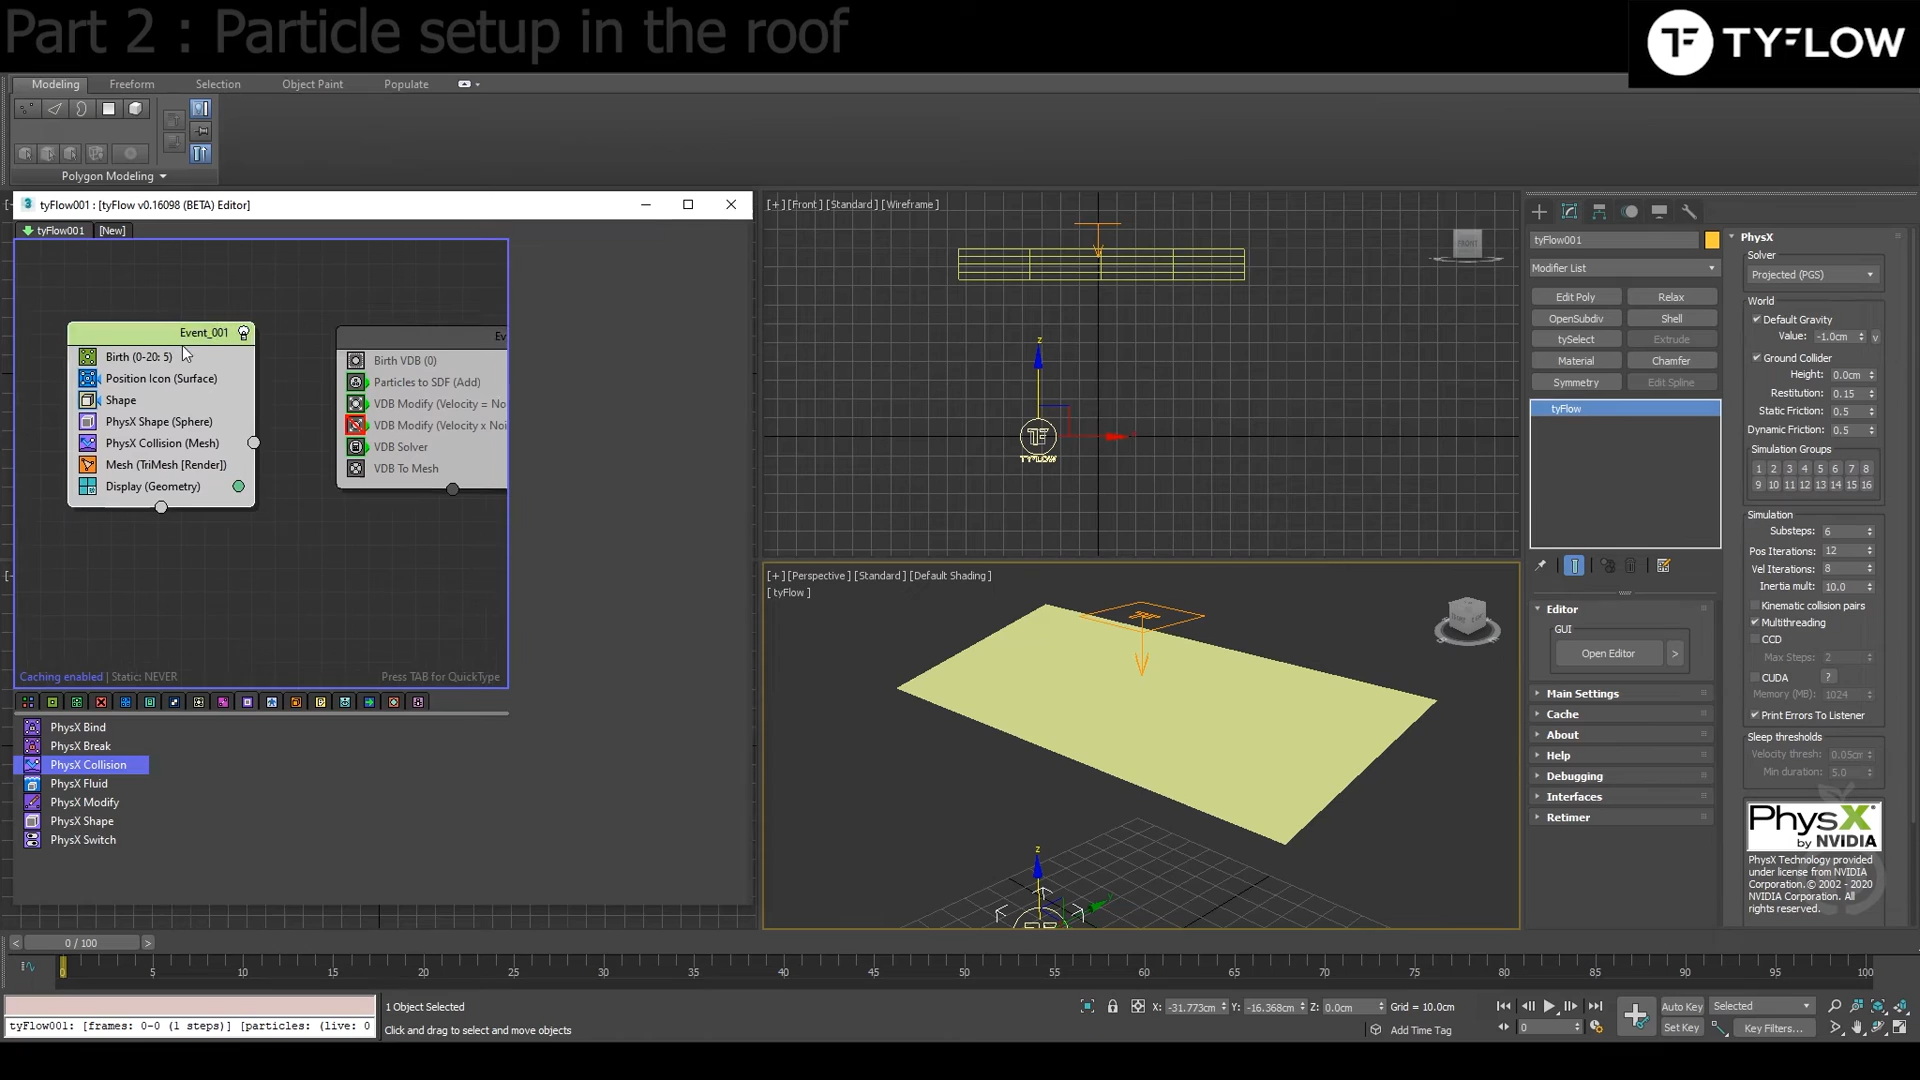 Part 2 : Particle setup in the roof
TYFLOW
Modeling
Freeform
Selection
Object Paint
Populate
Polygon Modeling
tyFlow001 : [tyFlow v0.16098 (BETA) Editor]
tyFlow001
[New]
Event_001
Birth (0-20: 5)
Position Icon (Surface)
Shape
PhysX Shape (Sphere)
PhysX Collision (Mesh)
Mesh (TriMesh [Render])
Display (Geometry)
Ev
Birth VDB (0)
Particles to SDF (Add)
VDB Modify (Velocity = Noi
VDB Modify (Velocity x Noi
VDB Solver
VDB To Mesh
Caching enabled | Static: NEVER
Press TAB for QuickType
PhysX Bind
PhysX Break
PhysX Collision
PhysX Fluid
PhysX Modify
PhysX Shape
PhysX Switch
[+] [Front] [Standard] [Wireframe]
FRONT
z
TYFLOW
[+] [Perspective] [Standard] [Default Shading]
[ tyFlow ]
z
tyFlow001
Modifier List
Edit Poly
Relax
OpenSubdiv
Shell
tySelect
Extrude
Material
Chamfer
Symmetry
Edit Spline
tyFlow
Editor
GUI
Open Editor
>
Main Settings
Cache
About
Help
Debugging
Interfaces
Retimer
PhysX
Solver
Projected (PGS)
World
Default Gravity
Value: -1.0cm
v
Ground Collider
Height: 0.0cm
Restitution: 0.15
Static Friction: 0.5
Dynamic Friction: 0.5
Simulation Groups
1 2 3 4 5 6 7 8
9 10 11 12 13 14 15 16
Simulation
Substeps: 6
Pos Iterations: 12
Vel Iterations: 8
Inertia mult: 10.0
Kinematic collision pairs
Multithreading
CCD
Max Steps: 2
CUDA
?
Memory (MB): 1024
Print Errors To Listener
Sleep thresholds
Velocity thresh: 0.05cm
Min duration: 5.0
PhysX
by NVIDIA
PhysX Technology provided
under license from NVIDIA
Corporation. © 2002 - 2020
NVIDIA Corporation. All
rights reserved.
< 0 / 100 >
0 5 10 15 20 25 30 35 40 45 50 55 60 65 70 75 80 85 90 95 100
tyFlow001: [frames: 0-0 (1 steps)] [particles: (live: 0
1 Object Selected
Click and drag to select and move objects
X: -31.773cm Y: -16.368cm Z: 0.0cm Grid = 10.0cm
Add Time Tag
0
Auto Key
Selected
Set Key
Key Filters...